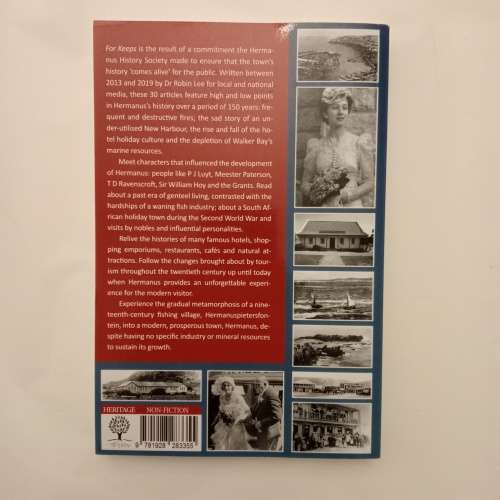 For Keeps is the result of a commitment the Herma-
nus History Society made to ensure that the town's
history 'comes alive' for the public. Written between
2013 and 2019 by Dr Robin Lee for local and national
media, these 30 articles feature high and low points
in Hermanus's history over a period of 150 years: fre-
quent and destructive fires; the sad story of an un-
der-utilised New Harbour, the rise and fall of the ho-
tel holiday culture and the depletion of Walker Bay's
marine resources.
Meet characters that influenced the development
of Hermanus: people like P J Luyt, Meester Paterson,
T D Ravenscroft, Sir William Hoy and the Grants. Read
about a past era of genteel living, contrasted with the
hardships of a waning fish industry; about a South Af-
rican holiday town during the Second World War and
visits by nobles and influential personalities.
Relive the histories of many famous hotels, shop-
ping emporiums, restaurants, cafés and natural at-
tractions. Follow the changes brought about by tour-
ism throughout the twentieth century up until today
when Hermanus provides an unforgettable experi-
ence for the modern visitor.
Experience the gradual metamorphosis of a nine-
teenth-century fishing village, Hermanuspietersfon-
tein, into a modern, prosperous town, Hermanus, de-
spite having no specific industry or mineral resources
to sustain its growth.
HERITAGE NON-FICTION
9 781928 283355